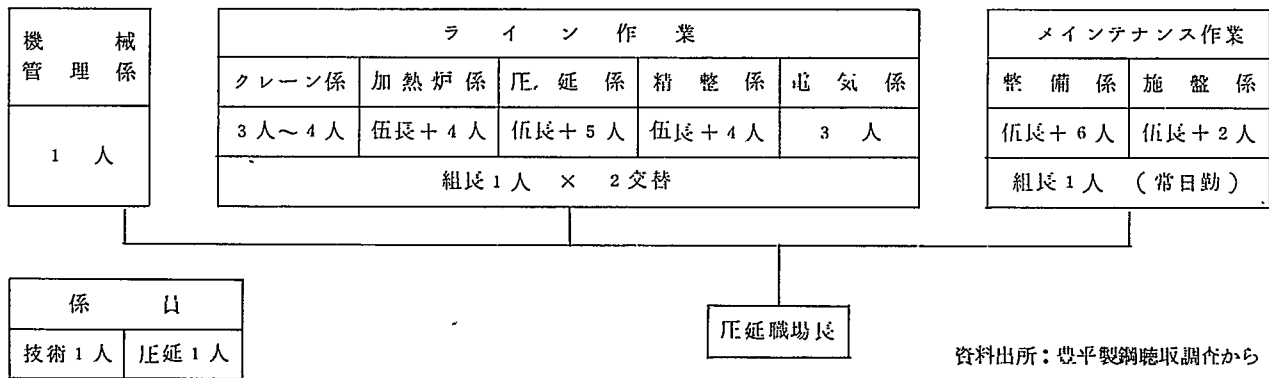 機械管理係
1人
ライン作業
クレーン係 加熱炉係 圧延係 精整係 電気係
3人～4人 伍長+4人 伍長+5人 伍長+4人 3人
組長1人 × 2交替
メインテナンス作業
整備係 施盤係
伍長+6人 伍長+2人
組長1人 (常日勤)
係員
技術1人 圧延1人
圧延職場長
資料出所：豊平製鋼聴取調査から